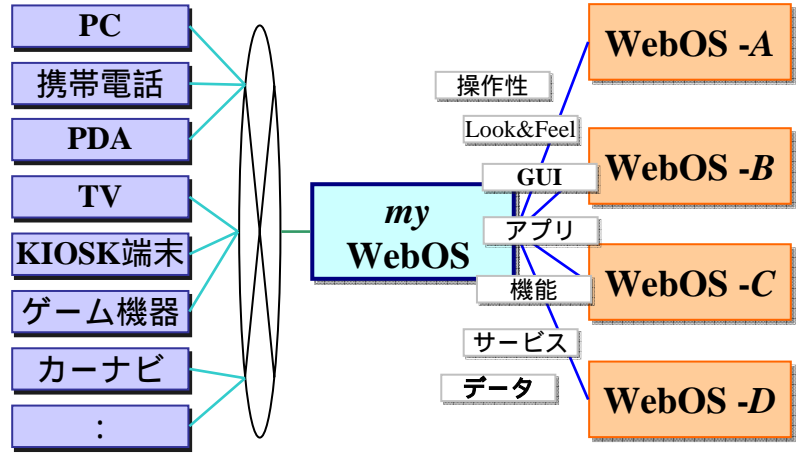 PC
携帯電話
PDA
TV
KIOSK端末
ゲーム機器
カーナビ
:
my
WebOS
操作性
Look&Feel
GUI
アプリ
機能
サービス
データ
WebOS -A
WebOS -B
WebOS -C
WebOS -D